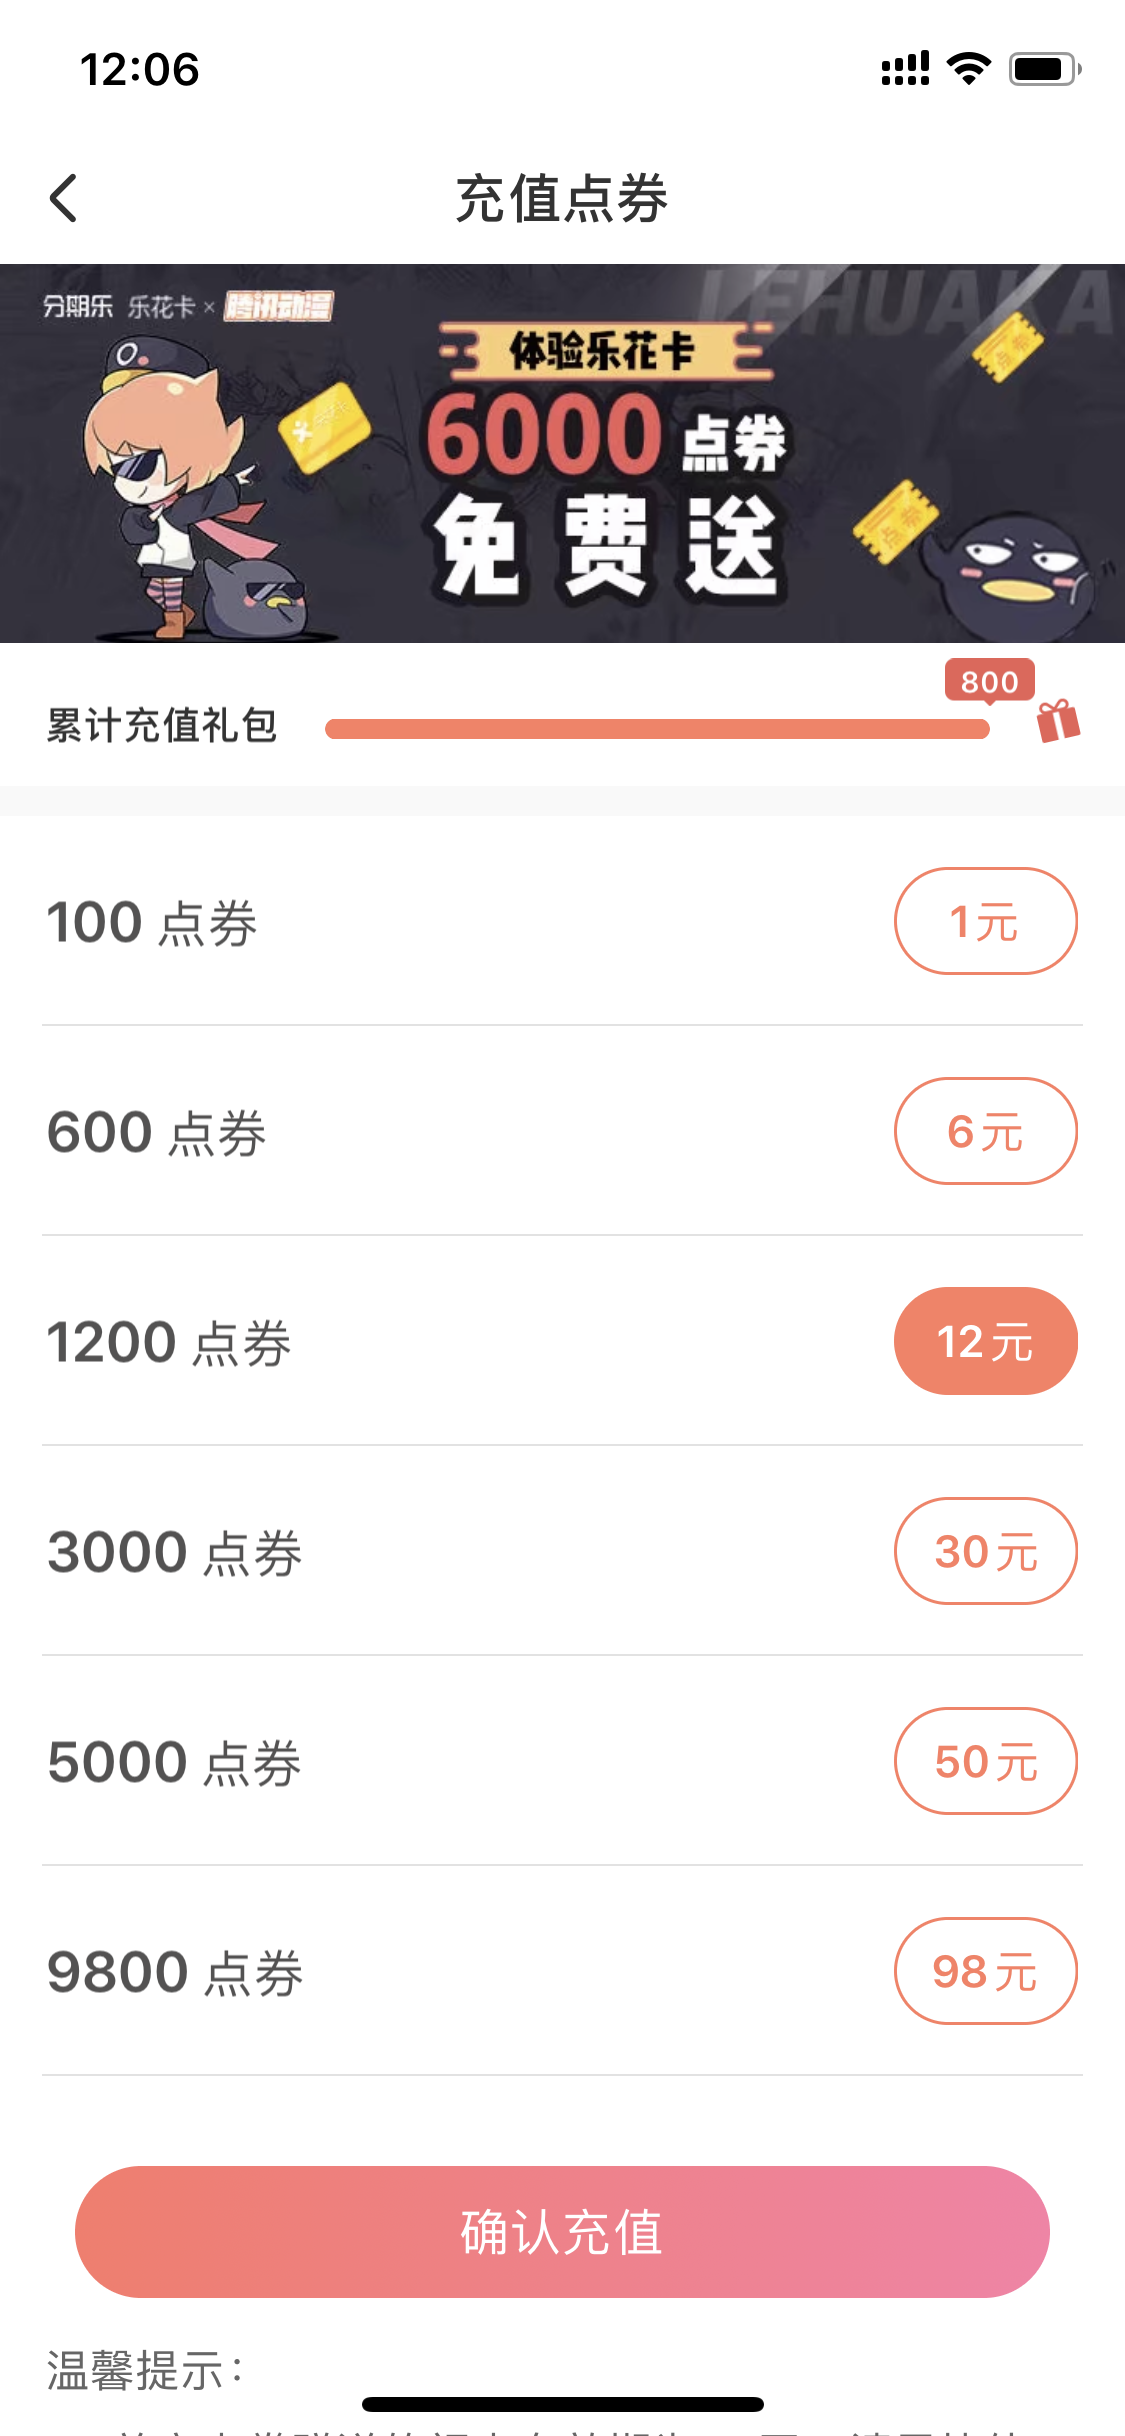 12:06
充值点券
分期乐 乐花卡 × 腾讯动漫
LEHUAKA
体验乐花卡
6000 点券
免费送
800
累计充值礼包
100 点券
1元
600 点券
6元
1200 点券
12元
3000 点券
30元
5000 点券
50元
9800 点券
98元
确认充值
温馨提示：